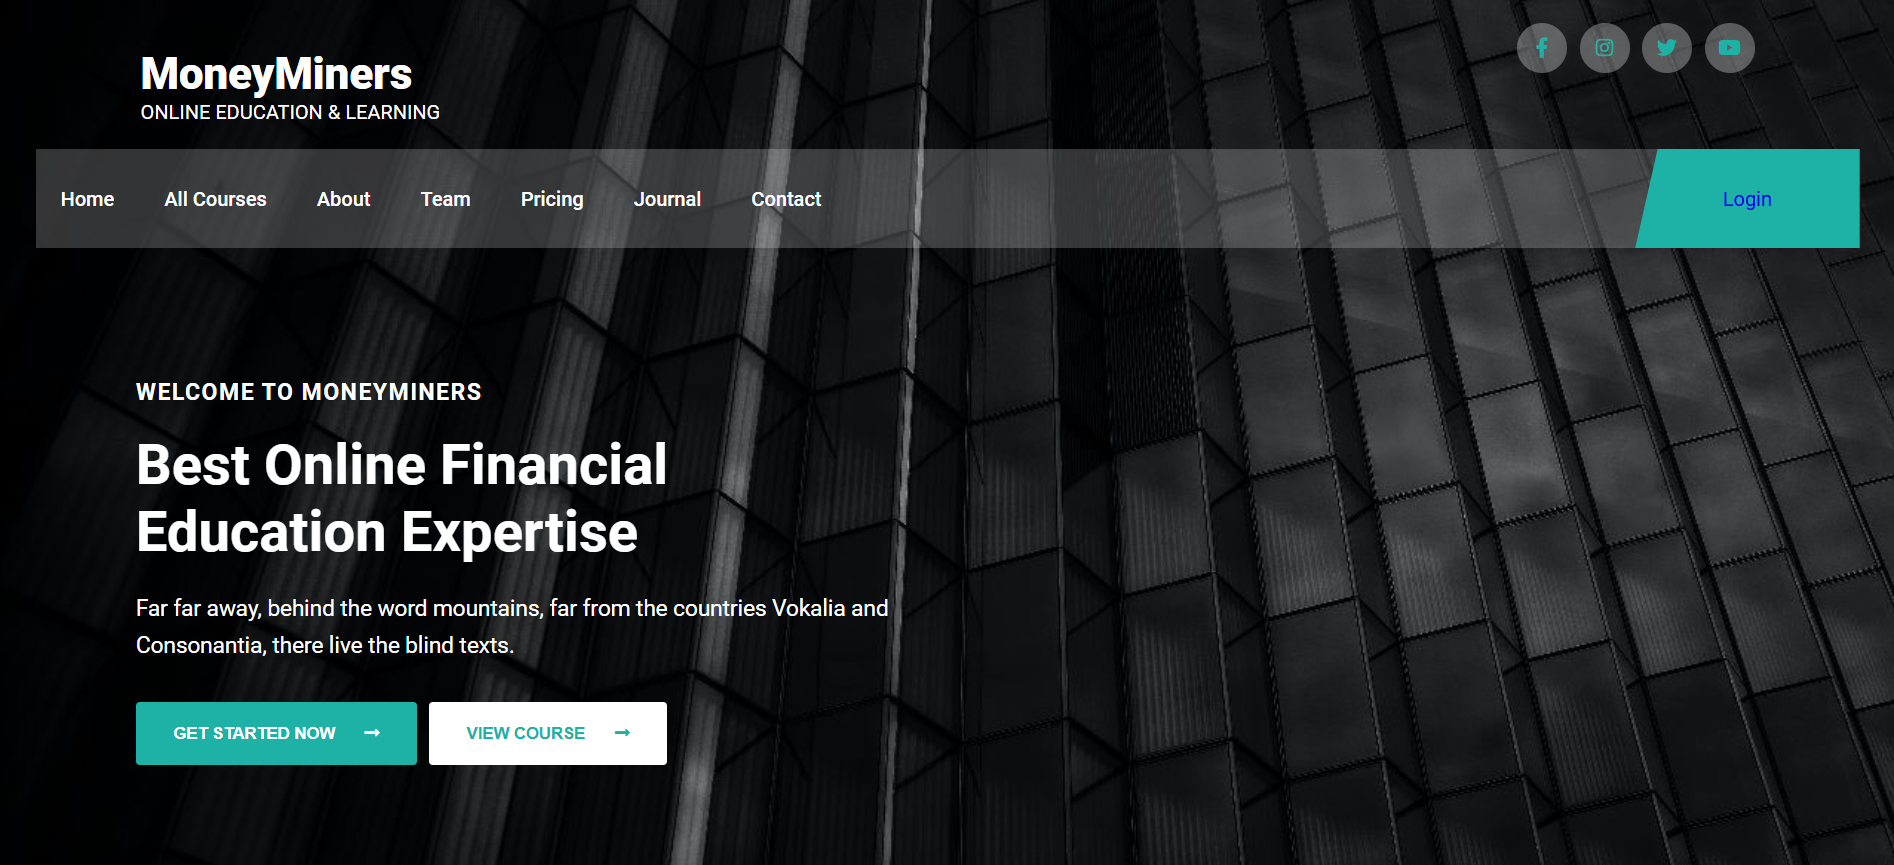 MoneyMiners
ONLINE EDUCATION & LEARNING
Home All Courses About Team Pricing Journal Contact Login
WELCOME TO MONEYMINERS
Best Online Financial
Education Expertise
Far far away, behind the word mountains, far from the countries Vokalia and
Consonantia, there live the blind texts.
GET STARTED NOW VIEW COURSE